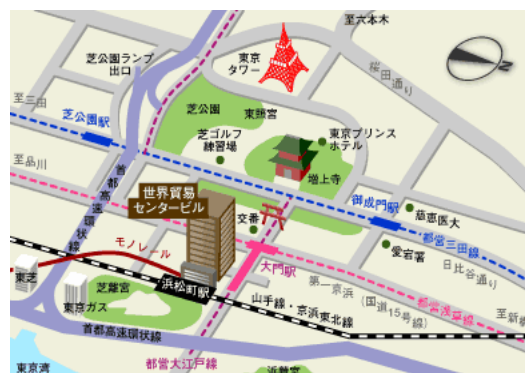 至六本木
芝公園ランプ
出口
東京
タワー
桜田通り
N
至三田
芝公園
東照宮
芝公園駅
芝ゴルフ
練習場
東京プリンス
ホテル
至品川
増上寺
首都高速環状線
世界貿易
センタービル
御成門駅
慈恵医大
交番
都営三田線
愛宕署
日比谷通り
モノレール
大門駅
第一京浜
(国道15号線)
東芝
芝離宮
浜松町駅
都営浅草線
東京ガス
山手線・京浜東北線
首都高速環状線
都営大江戸線
東京湾